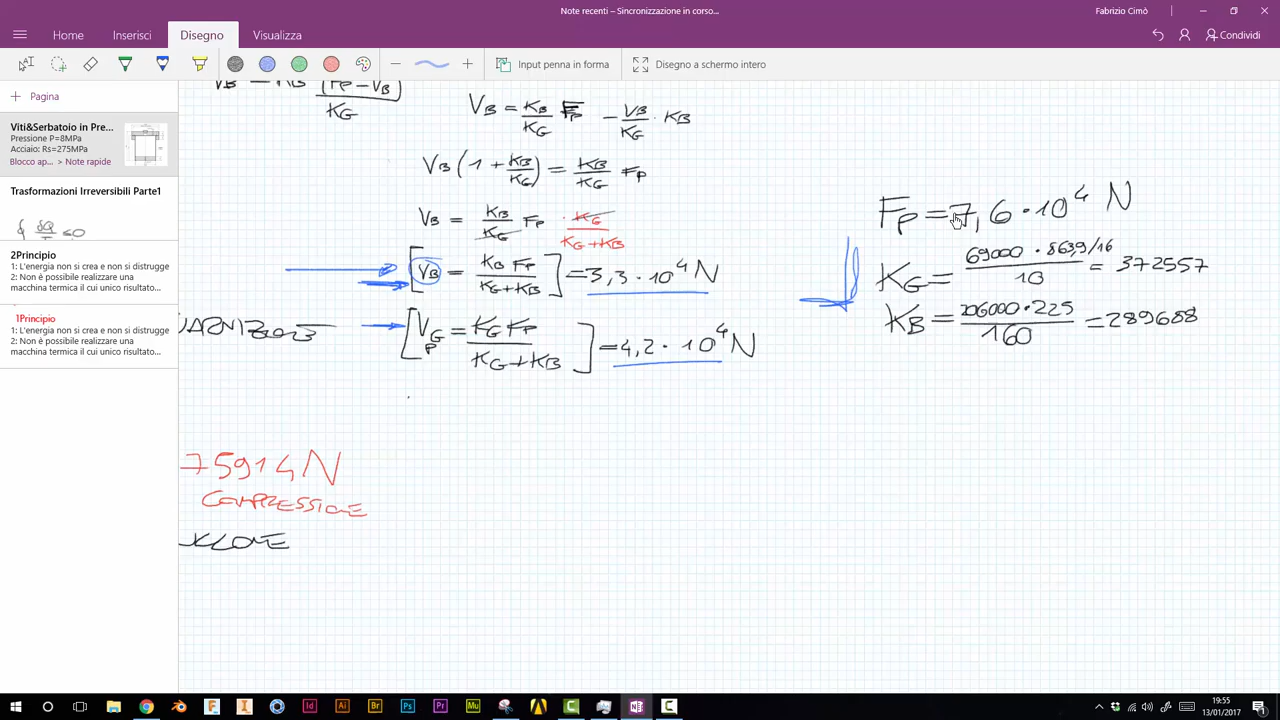 Note recenti - Sincronizzazione in corso...
Fabrizio Cimò
Home
Inserisci
Disegno
Visualizza
Condividi
Input penna in forma
Disegno a schermo intero
Pagina
Viti&Serbatoio in Pre...
Pressione P=8MPa
Acciaio: Rs=275MPa
Blocco ap... > Note rapide
Trasformazioni Irreversibili Parte1
2Principio
1: L'energia non si crea e non si distrugge
2: Non è possibile realizzare una
macchina termica il cui unico risultato...
1Principio
1: L'energia non si crea e non si distrugge
2: Non è possibile realizzare una
macchina termica il cui unico risultato...
(FP - VB)
KG
VB = KB/KG FP - VB/KG · KB
VB (1 + KB/KG) = KB/KG FP
VB = KB/KG FP · KG/(KG+KB)
[VB = KB FP/(KG+KB)] = 3,3 · 10^4 N
= 4,2 · 10^4 N
KG+KB
75914 N
COMPRESSIONE
FP = 7,6 · 10^4 N
KG = 69000 · 863,9/16 / 10 = 372557
KB = 206000 · 225 / 160 = 289688
19:55
13/01/2017